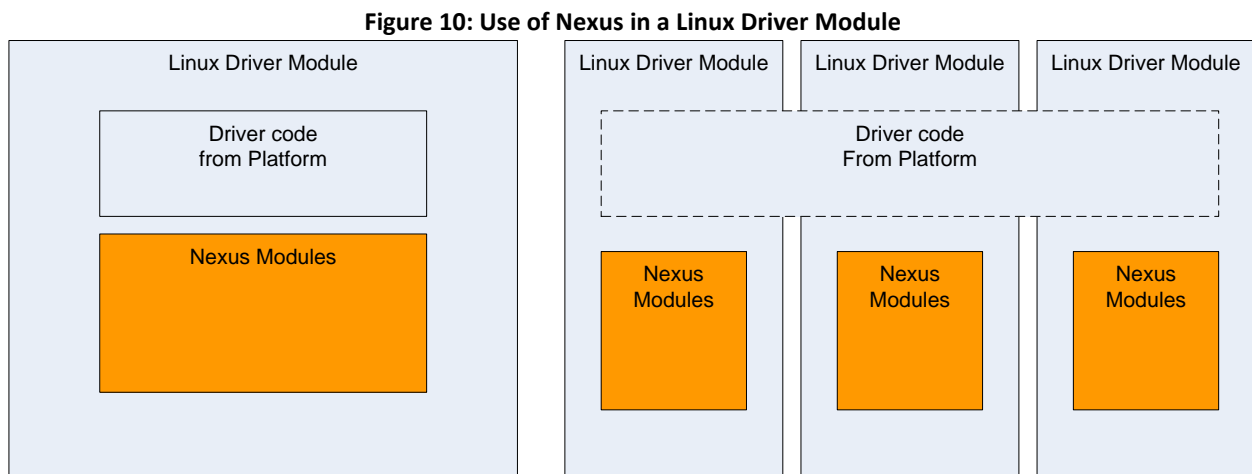 Figure 10: Use of Nexus in a Linux Driver Module
Linux Driver Module
Driver code
from Platform
Nexus Modules
Linux Driver Module
Linux Driver Module
Linux Driver Module
Driver code
From Platform
Nexus
Modules
Nexus
Modules
Nexus
Modules